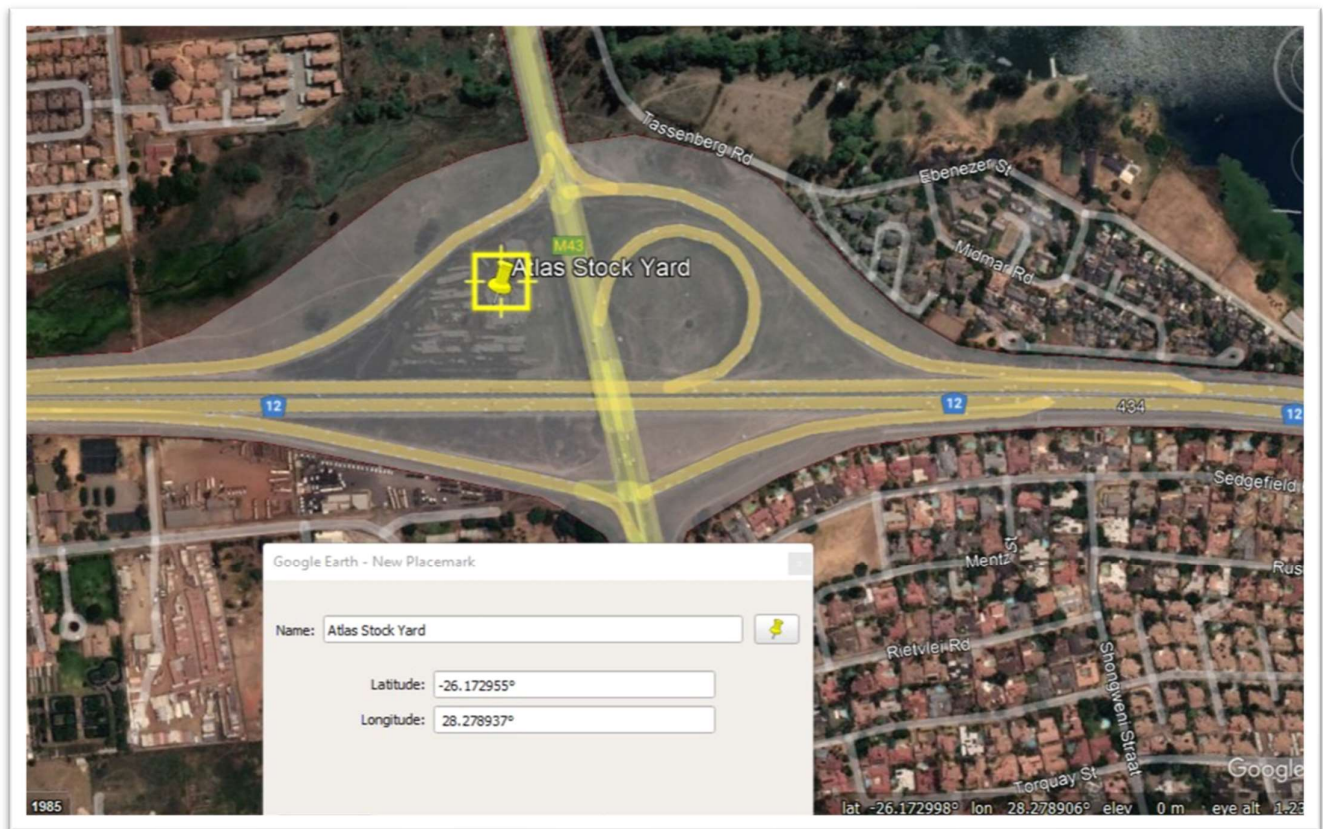 Tassenberg Rd
Ebenezer St
M43
Midmar Rd
Atlas Stock Yard
12
12
434
12
Sedgefield
Google Earth - New Placemark
Mentz St
Rus
Name: Atlas Stock Yard
Rietvlei Rd
Shongweni Straat
Latitude: -26.172955°
Longitude: 28.278937°
Torquay St
Google
1985
lat -26.172998° lon 28.278906° elev 0 m eye alt 1.23